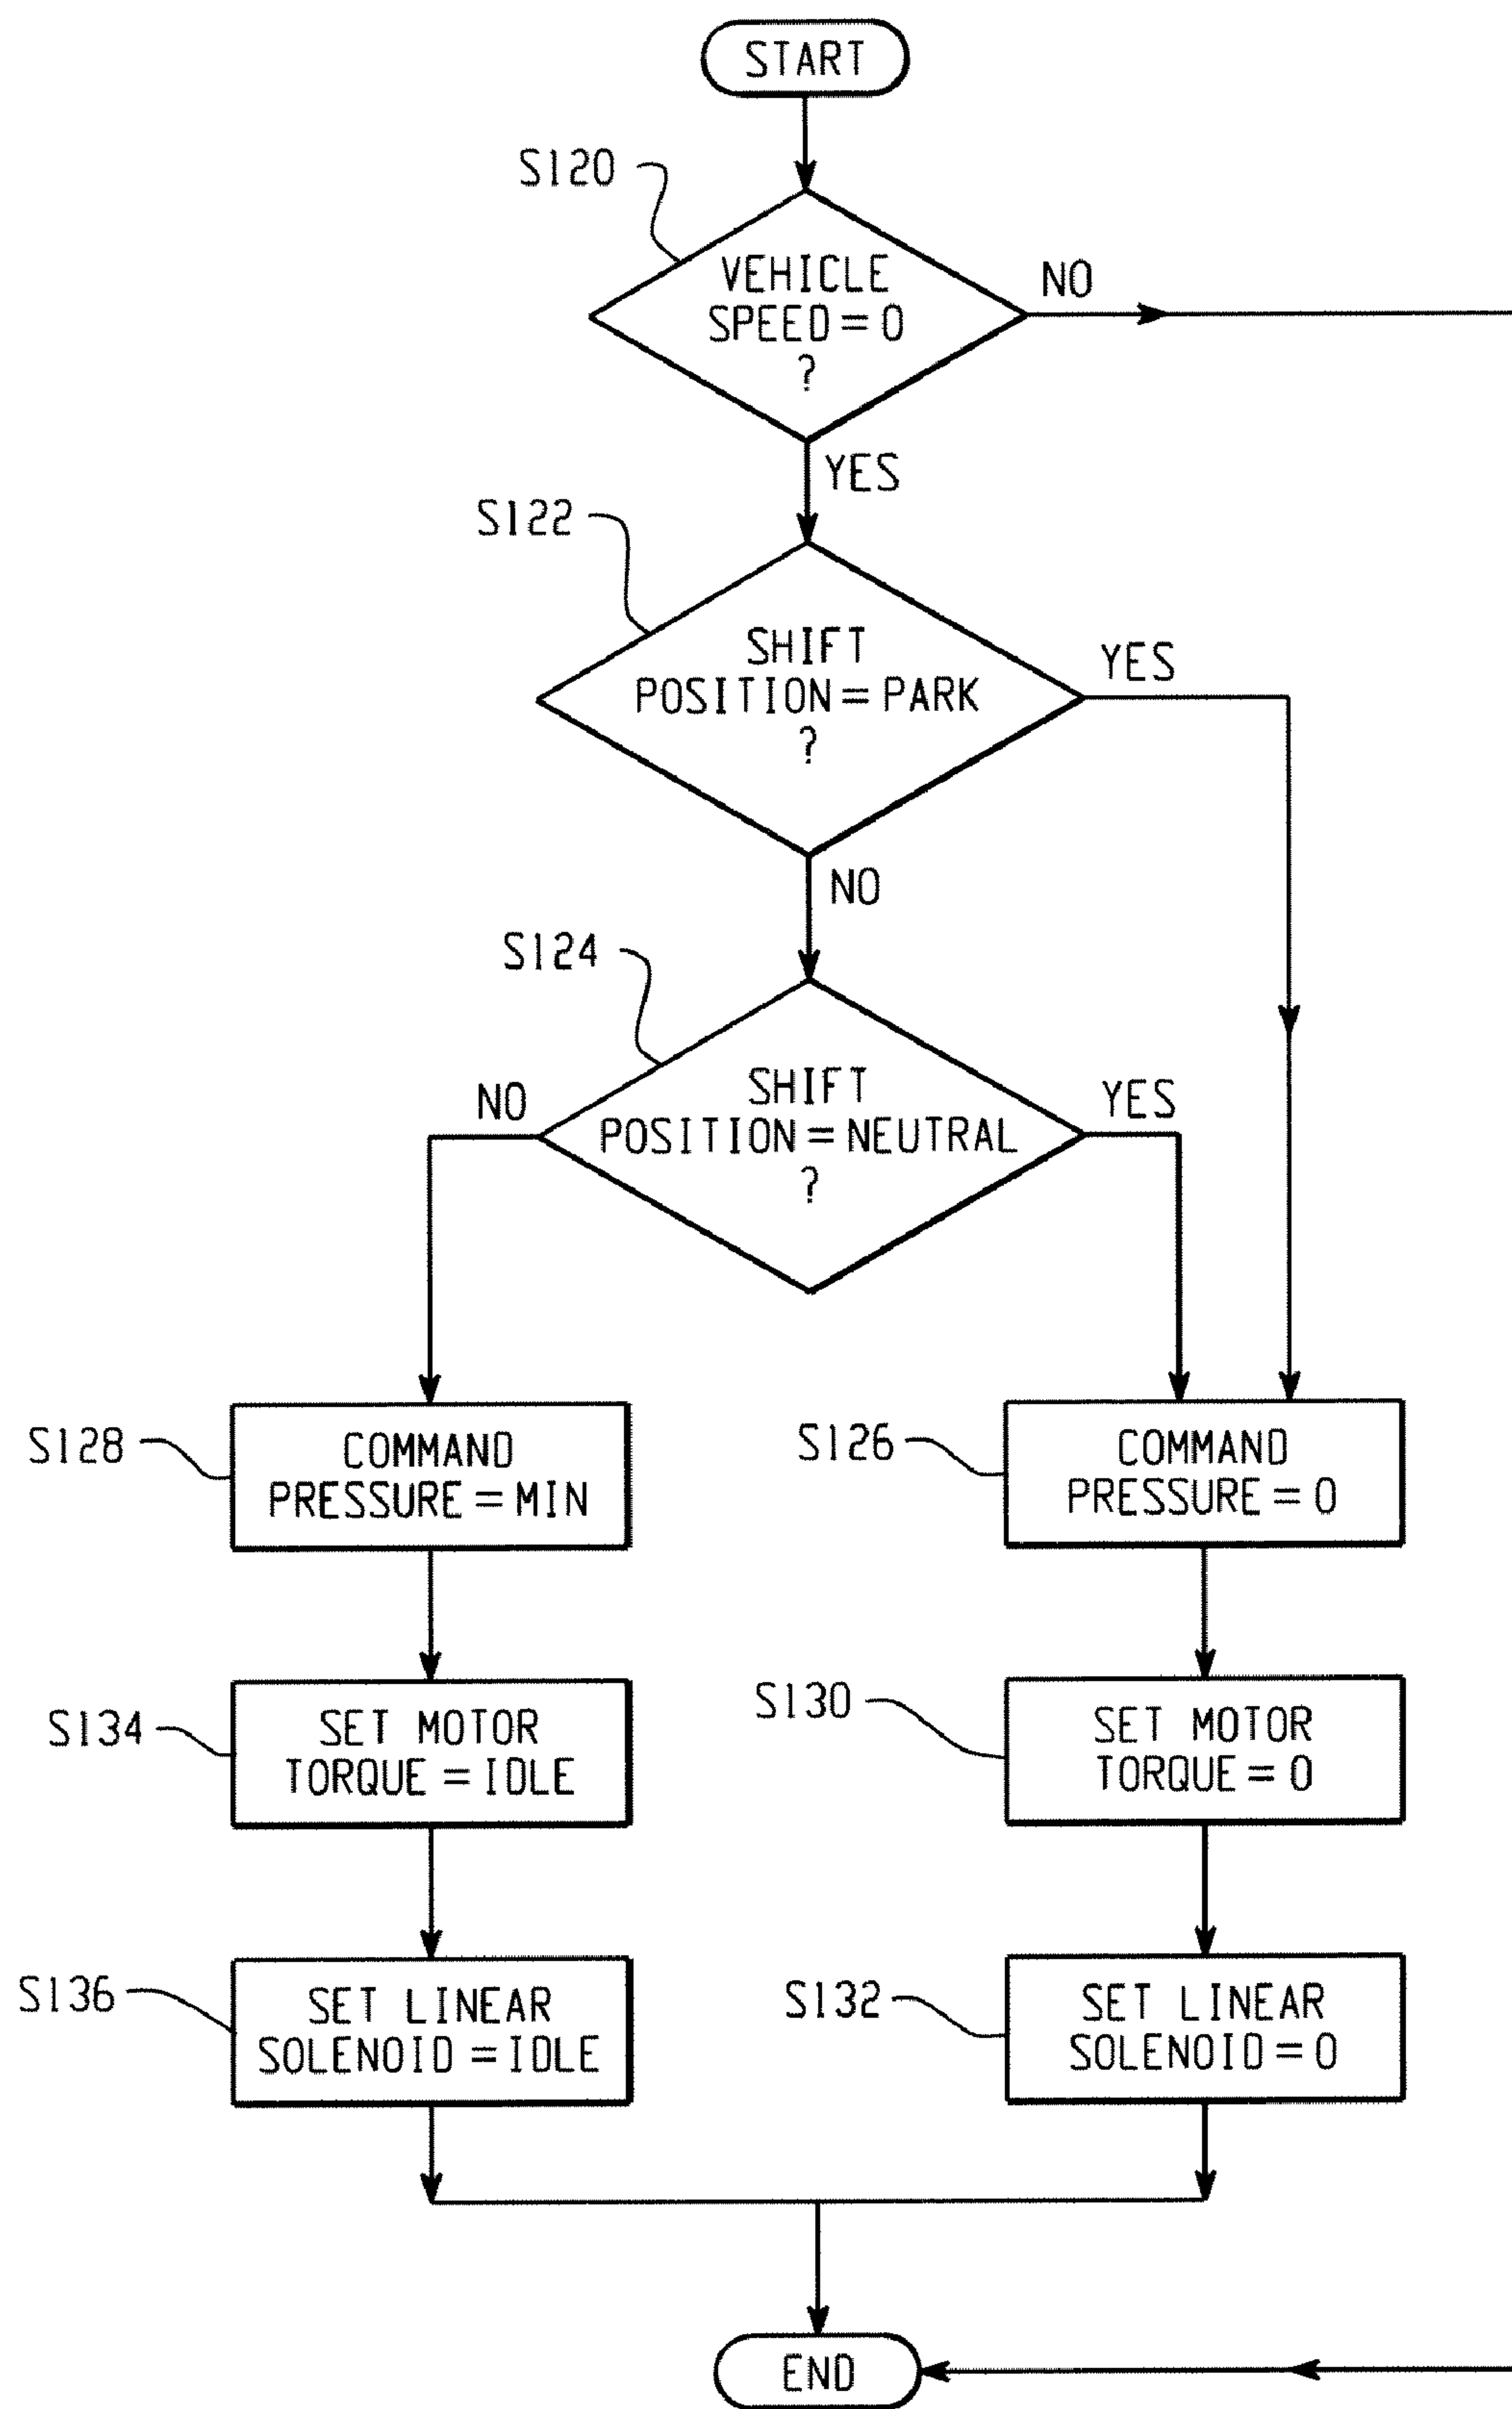 START
S120
VEHICLE
SPEED = 0
?
NO
YES
S122
SHIFT
POSITION = PARK
?
YES
NO
S124
SHIFT
POSITION = NEUTRAL
?
NO
YES
S128
COMMAND
PRESSURE = MIN
S126
COMMAND
PRESSURE = 0
S134
SET MOTOR
TORQUE = IDLE
S130
SET MOTOR
TORQUE = 0
S136
SET LINEAR
SOLENOID = IDLE
S132
SET LINEAR
SOLENOID = 0
END